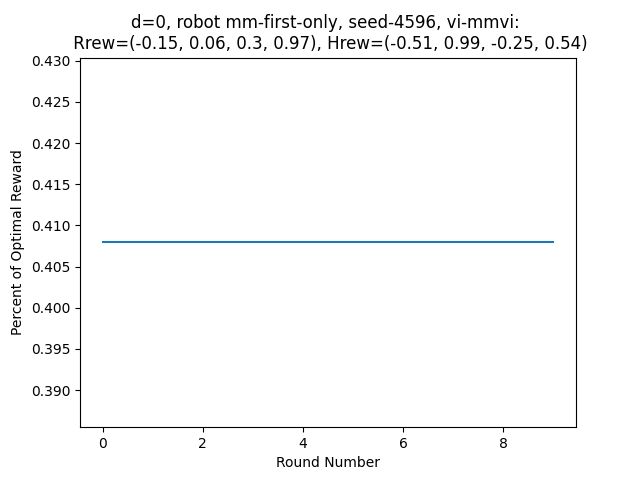 d=0, robot mm-first-only, seed-4596, vi-mmvi:
Rrew=(-0.15, 0.06, 0.3, 0.97), Hrew=(-0.51, 0.99, -0.25, 0.54)
Percent of Optimal Reward
0.430
0.425
0.420
0.415
0.410
0.405
0.400
0.395
0.390
0 2 4 6 8
Round Number